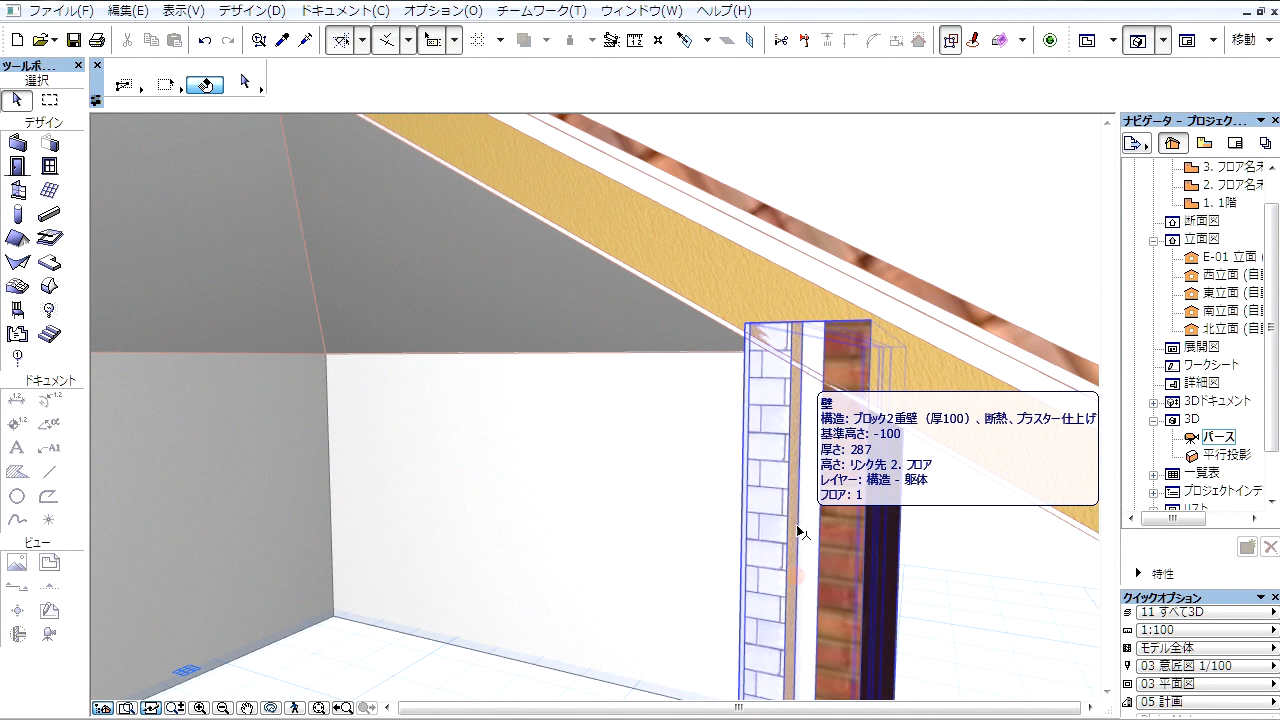 ファイル(F) 編集(E) 表示(V) デザイン(D) ドキュメント(C) オプション(O) チームワーク(T) ウィンドウ(W) ヘルプ(H)
移動
ツールボ...
選択
デザイン
ドキュメント
ビュー
壁
構造: ブロック2重壁（厚100）、断熱、プラスター仕上げ
基準高さ: -100
厚さ: 287
高さ: リンク先 2. フロア
レイヤー: 構造 - 躯体
フロア: 1
ナビゲータ - プロジェク...
3. フロア名
2. フロア名
1. 1階
断面図
立面図
E-01 立面
西立面 (自
東立面 (自
南立面 (自
北立面 (自
展開図
ワークシート
詳細図
3Dドキュメント
3D
パース
平行投影
一覧表
プロジェクトインデ
特性
クイックオプション
11 すべて3D
1:100
モデル全体
03 意匠図 1/100
03 平面図
05 計画